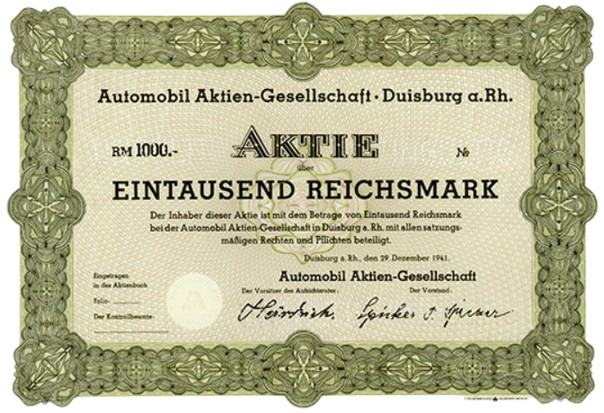 Automobil Aktien-Gesellschaft · Duisburg a. Rh.
RM 1000.- AKTIE №
über
EINTAUSEND REICHSMARK
Der Inhaber dieser Aktie ist mit dem Betrage von Eintausend Reichsmark
bei der Automobil Aktien-Gesellschaft in Duisburg a. Rh. mit allen satzungs-
mäßigen Rechten und Pflichten beteiligt.
Duisburg a. Rh., den 29. Dezember 1941.
Eingetragen
in das Aktienbuch
Automobil Aktien-Gesellschaft
Der Vorsitzer des Aufsichtsrates: Der Vorstand:
Folio:
Der Kontrollbeamte: